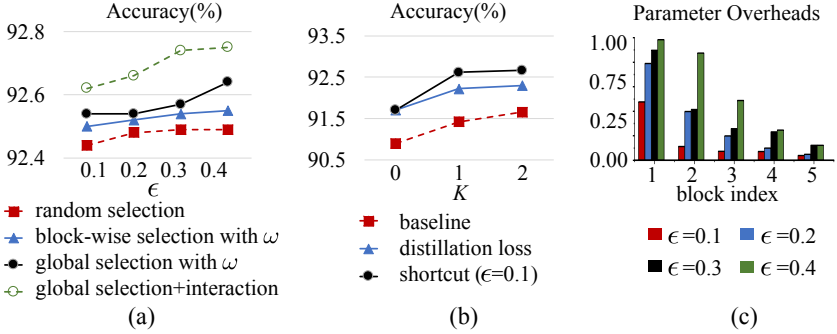 Accuracy(%)
92.8
92.6
92.4
0.1 0.2 0.3 0.4
ϵ
random selection
block-wise selection with ω
global selection with ω
global selection+interaction
(a)
Accuracy(%)
93.5
92.5
91.5
90.5
0 1 2
K
baseline
distillation loss
shortcut (ϵ=0.1)
(b)
Parameter Overheads
1.00
0.75
0.25
0.00
1 2 3 4 5
block index
ϵ=0.1 ϵ=0.2
ϵ=0.3 ϵ=0.4
(c)